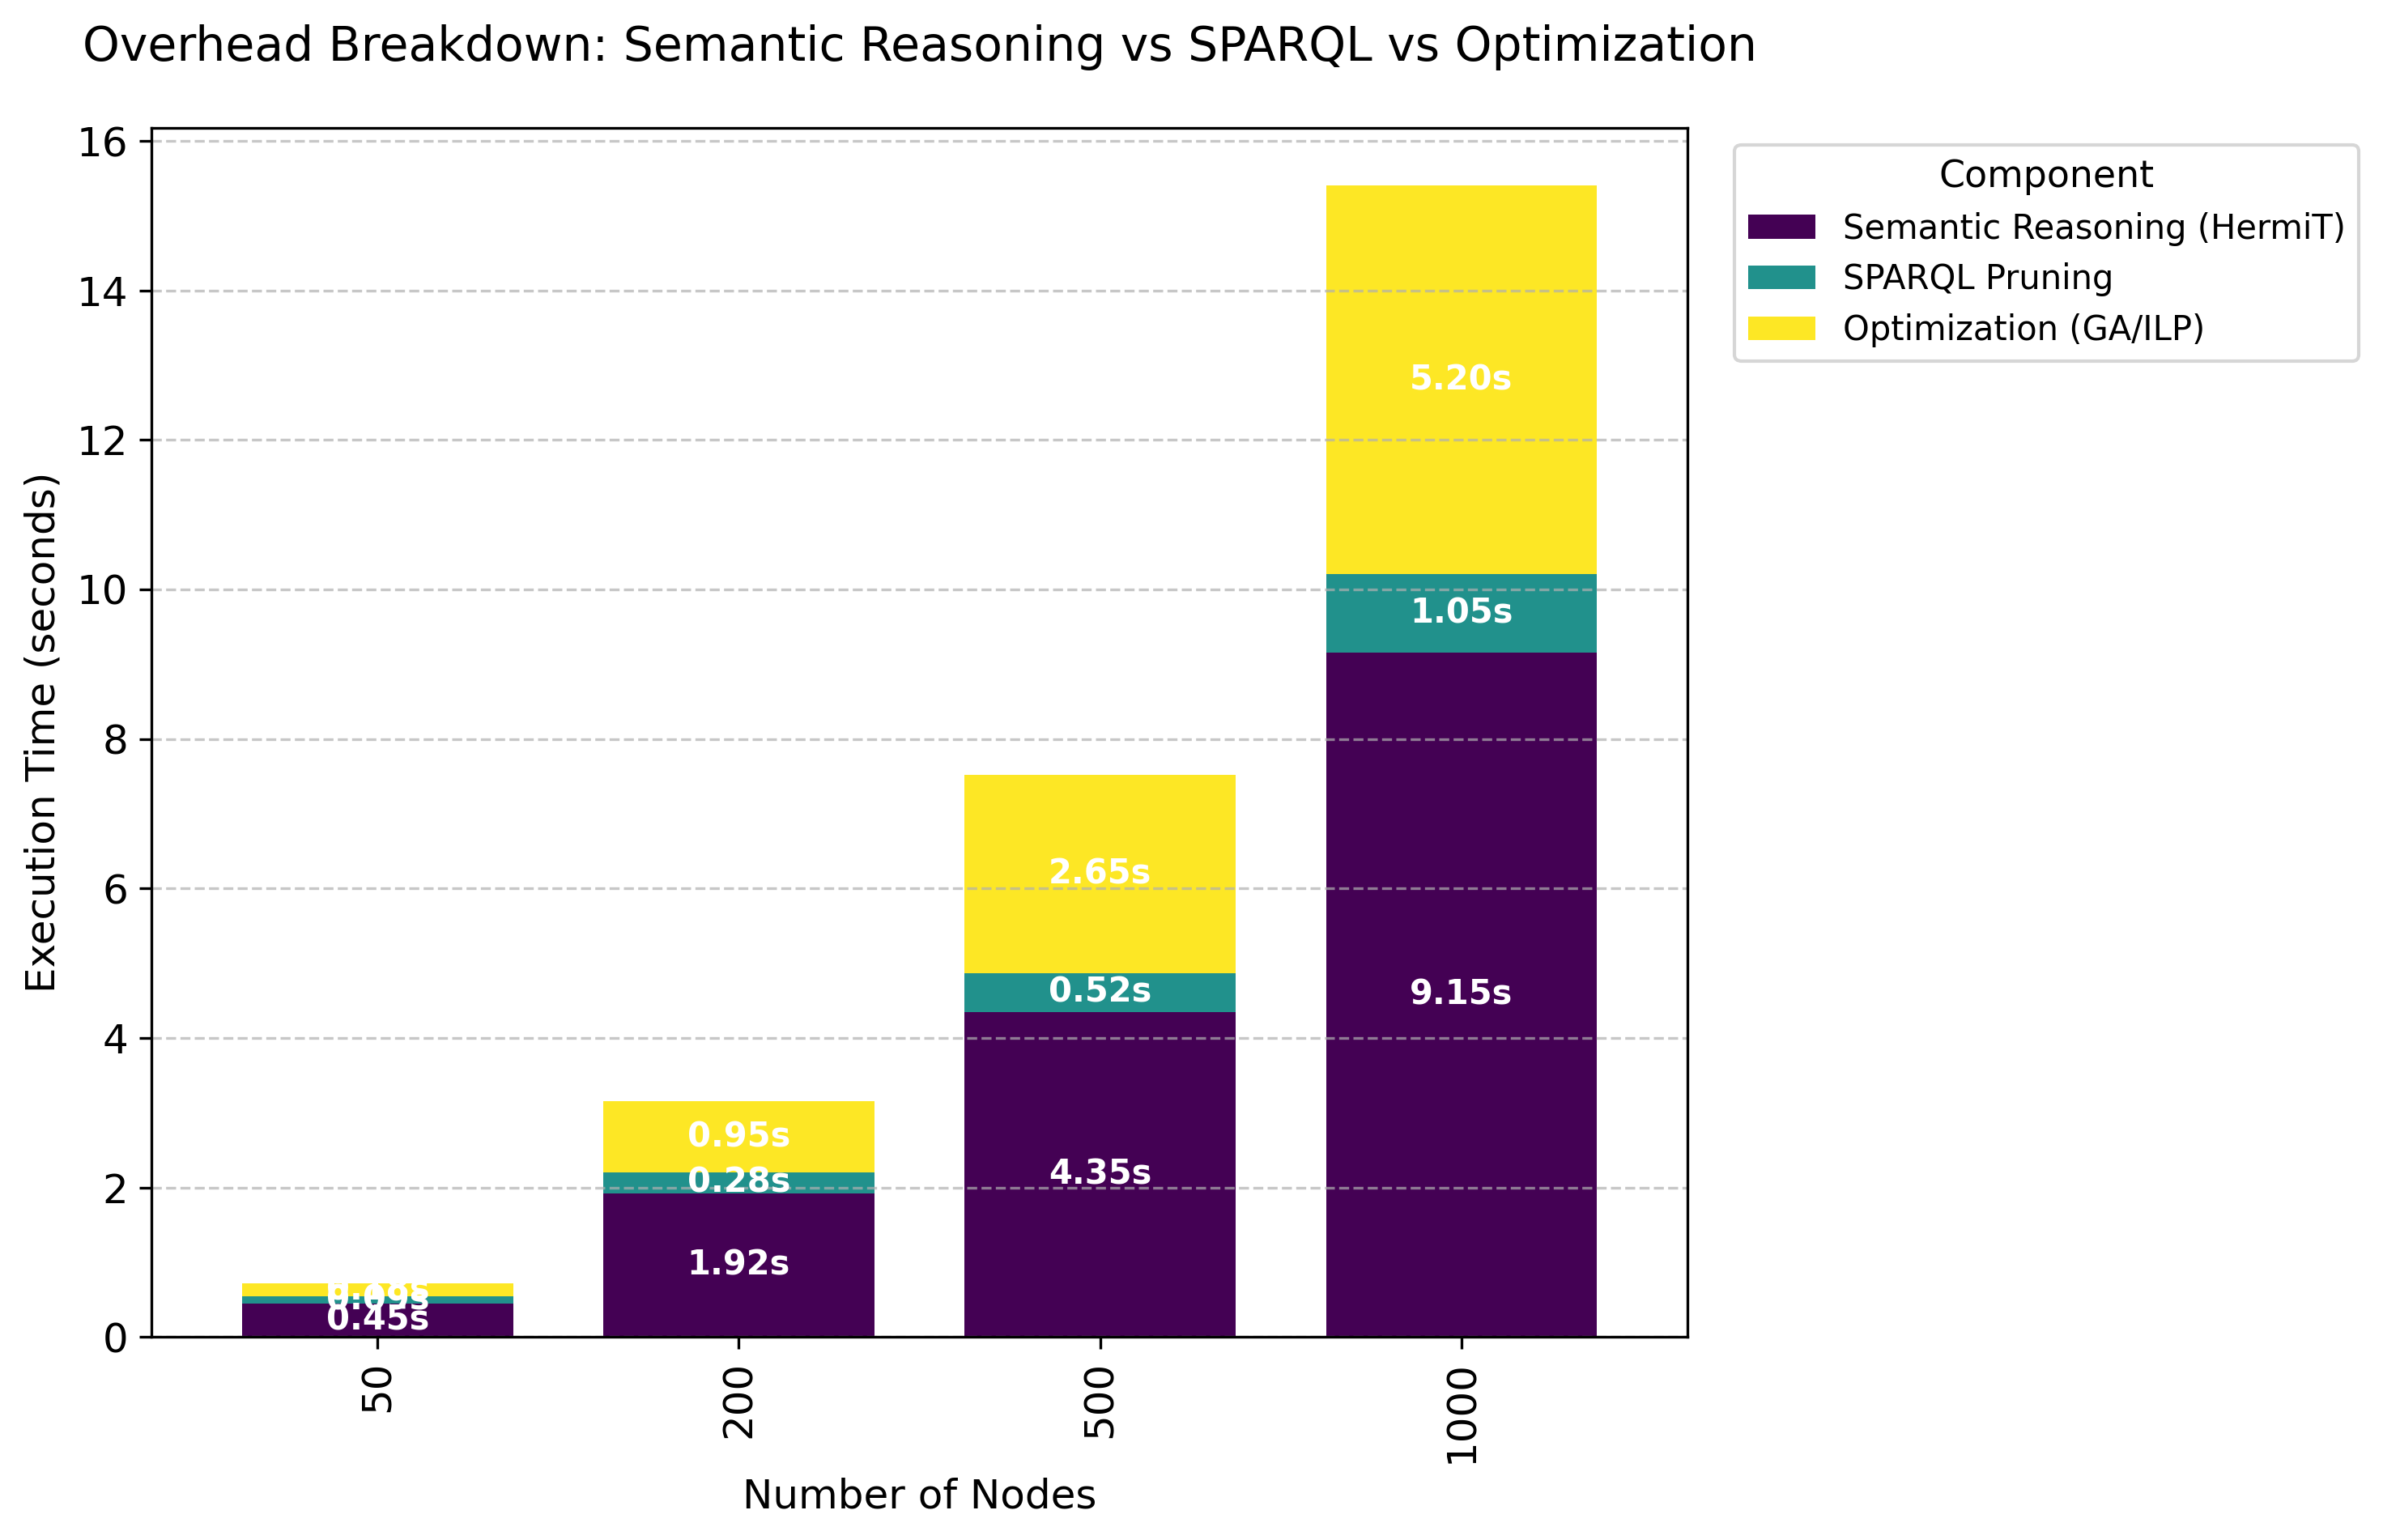 Overhead Breakdown: Semantic Reasoning vs SPARQL vs Optimization
Component
Semantic Reasoning (HermiT)
SPARQL Pruning
Optimization (GA/ILP)
Execution Time (seconds)
16
14
12
10
8
6
4
2
0
0.09s
0.45s
0.95s
0.28s
1.92s
2.65s
0.52s
4.35s
5.20s
1.05s
9.15s
50
200
500
1000
Number of Nodes